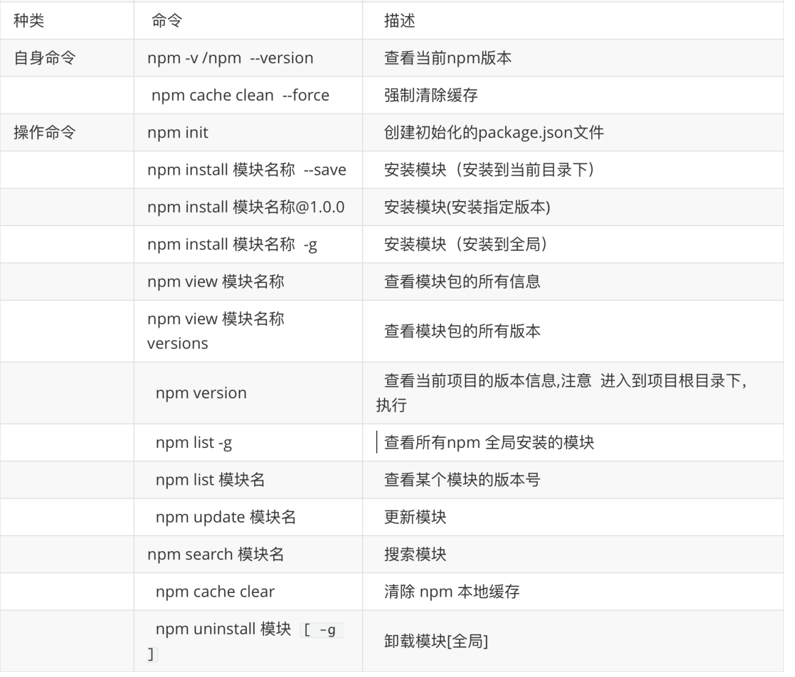 种类 命令 描述
自身命令 npm -v /npm --version 查看当前npm版本
npm cache clean --force 强制清除缓存
操作命令 npm init 创建初始化的package.json文件
npm install 模块名称 --save 安装模块（安装到当前目录下）
npm install 模块名称@1.0.0 安装模块(安装指定版本)
npm install 模块名称 -g 安装模块（安装到全局）
npm view 模块名称 查看模块包的所有信息
npm view 模块名称
versions
查看模块包的所有版本
npm version
查看当前项目的版本信息,注意 进入到项目根目录下，
执行
npm list -g 查看所有npm 全局安装的模块
npm list 模块名 查看某个模块的版本号
npm update 模块名 更新模块
npm search 模块名 搜索模块
npm cache clear 清除 npm 本地缓存
npm uninstall 模块 [ -g
]
卸载模块[全局]